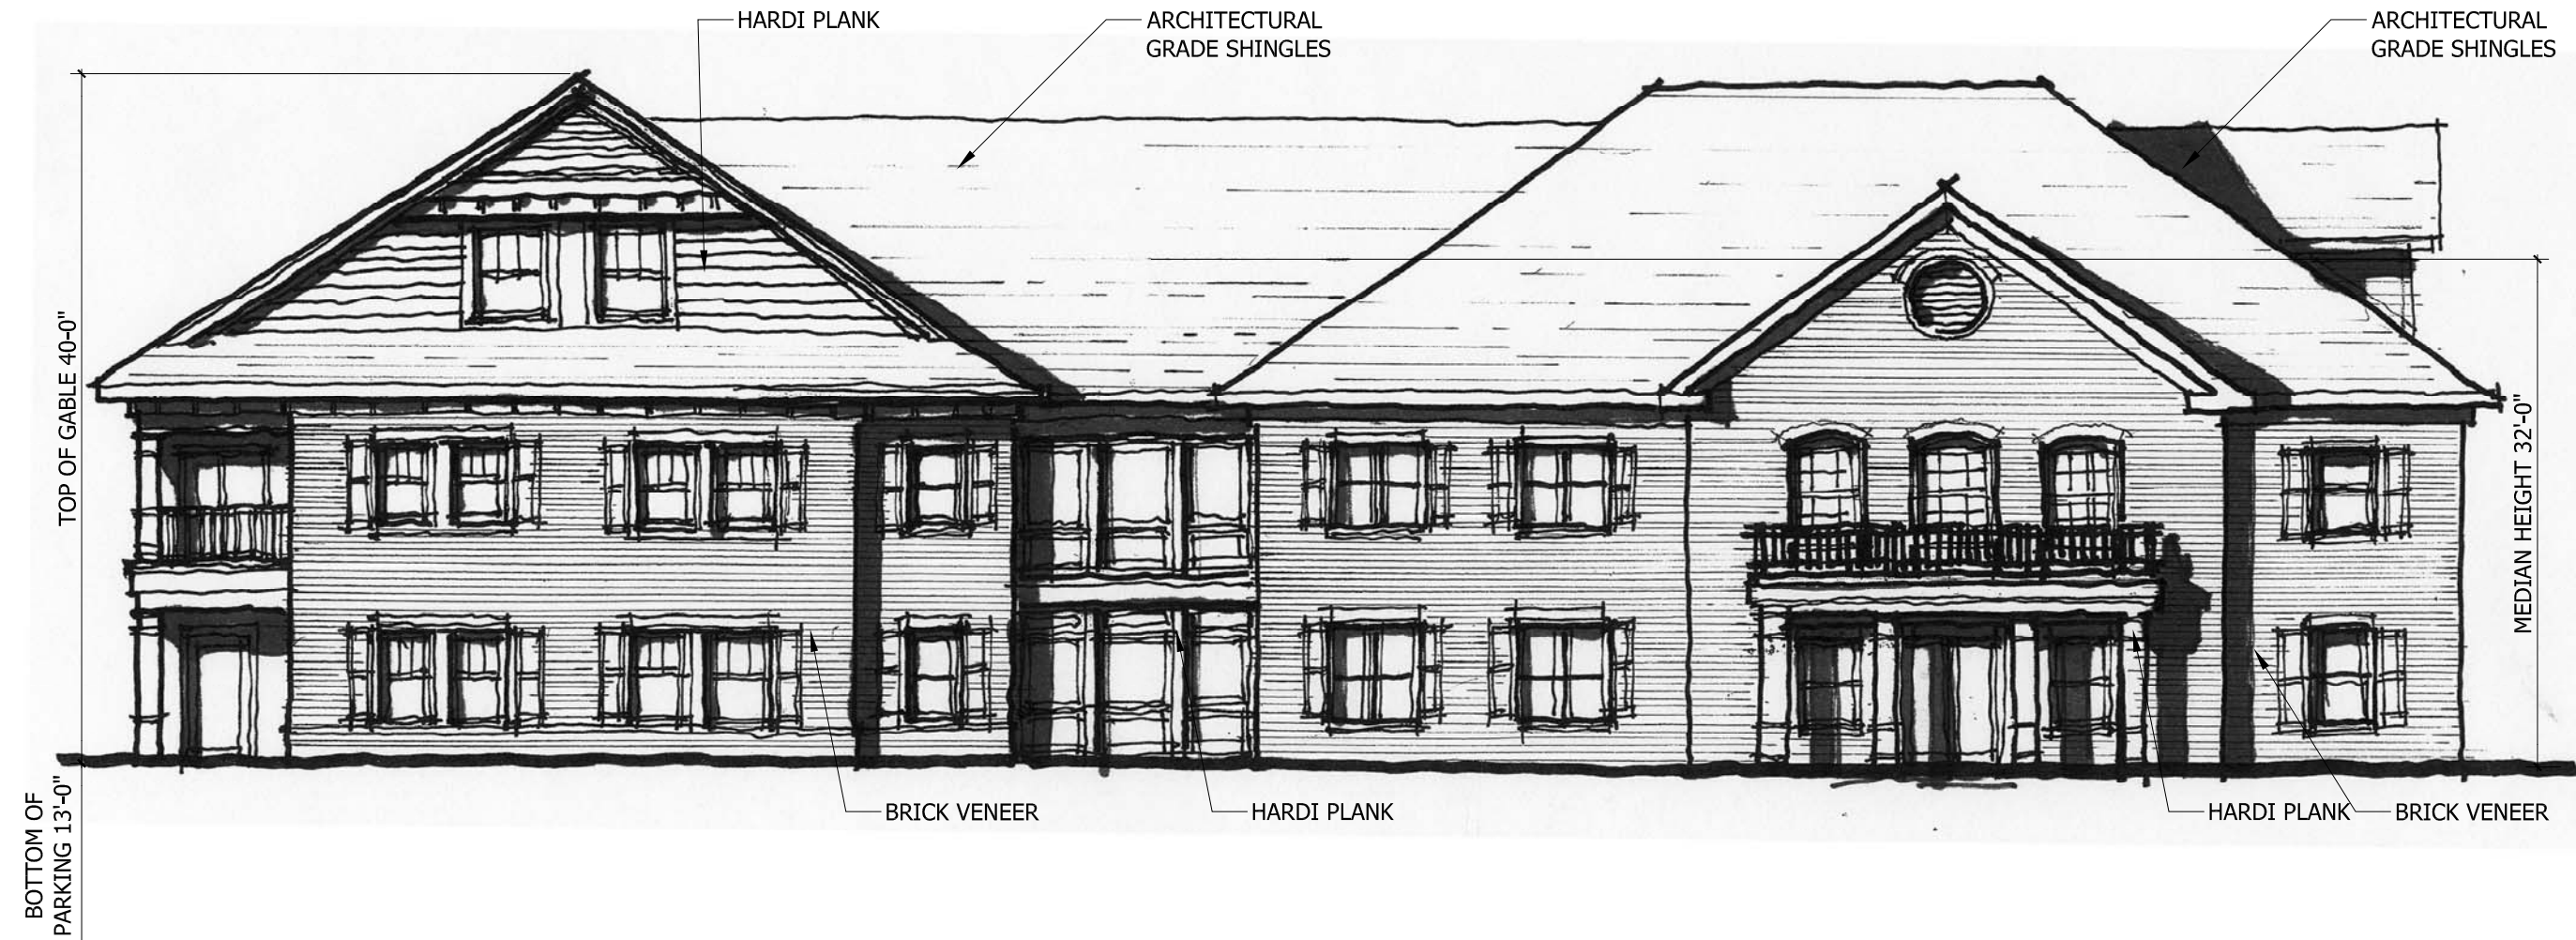 HARDI PLANK
ARCHITECTURAL
GRADE SHINGLES
ARCHITECTURAL
GRADE SHINGLES
TOP OF GABLE 40-0"
MEDIAN HEIGHT 32'-0"
BOTTOM OF
PARKING 13'-0"
BRICK VENEER
HARDI PLANK
HARDI PLANK
BRICK VENEER